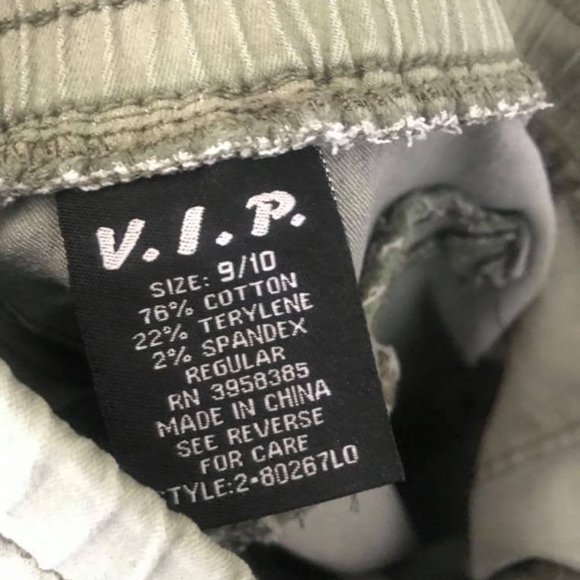 V.I.P.
SIZE: 9/10
76% COTTON
22% TERYLENE
2% SPANDEX
REGULAR
RN 3958385
MADE IN CHINA
SEE REVERSE
FOR CARE
STYLE:2-80267LO